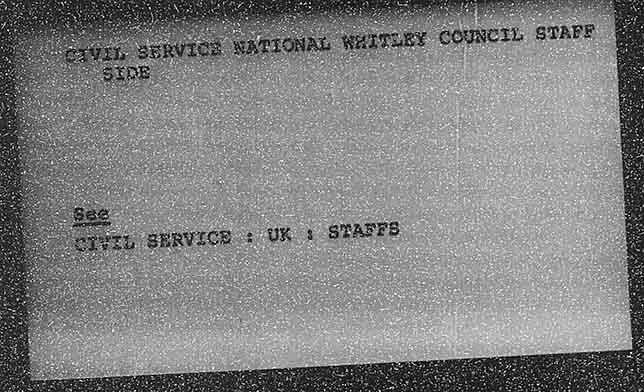 CIVIL SERVICE NATIONAL WHITLEY COUNCIL STAFF
SIDE
See
CIVIL SERVICE : UK : STAFFS